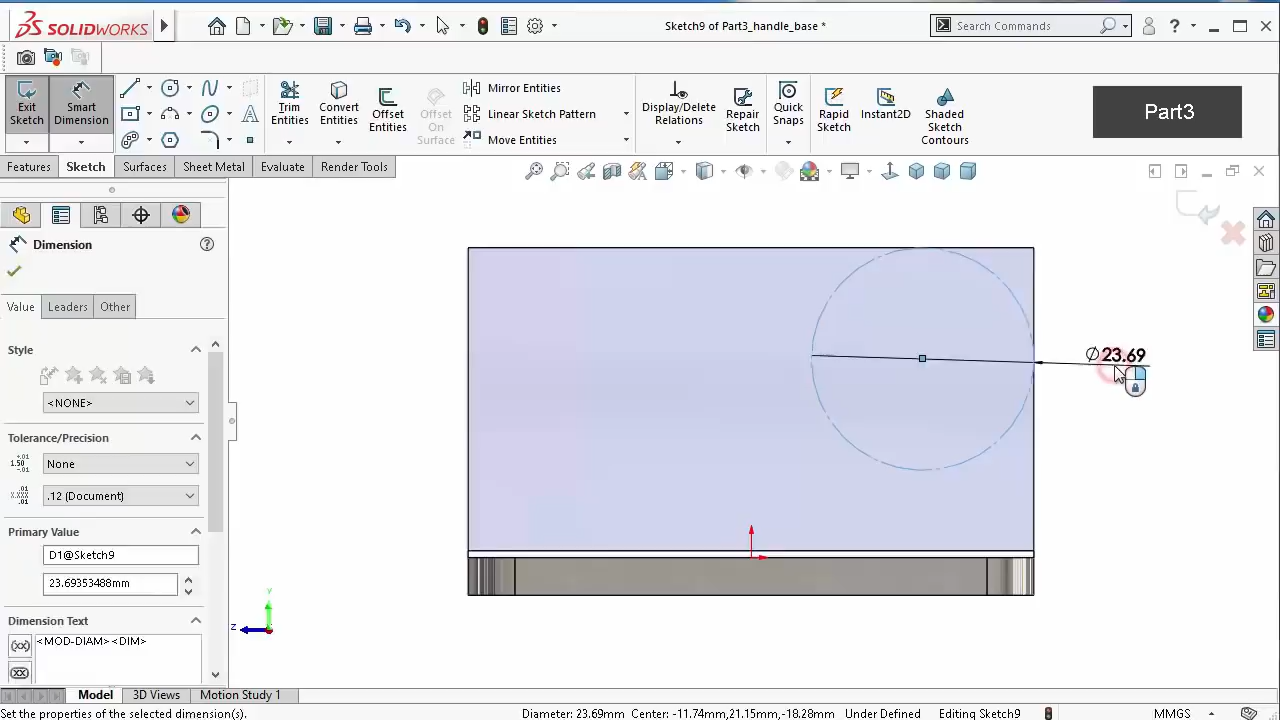 SOLIDWORKS
Sketch9 of Part3_handle_base *
Search Commands
Exit Sketch
Smart Dimension
Trim Entities
Convert Entities
Offset Entities
Offset On Surface
Mirror Entities
Linear Sketch Pattern
Move Entities
Display/Delete Relations
Repair Sketch
Quick Snaps
Rapid Sketch
Instant2D
Shaded Sketch Contours
Part3
Features
Sketch
Surfaces
Sheet Metal
Evaluate
Render Tools
Dimension
Value
Leaders
Other
Style
<NONE>
Tolerance/Precision
None
.12 (Document)
Primary Value
D1@Sketch9
23.69353488mm
Dimension Text
<MOD-DIAM><DIM>
∅23.69
Y
Z
Model
3D Views
Motion Study 1
Set the properties of the selected dimension(s).
Diameter: 23.69mm
Center: -11.74mm,21.15mm,-18.28mm
Under Defined
Editing Sketch9
MMGS